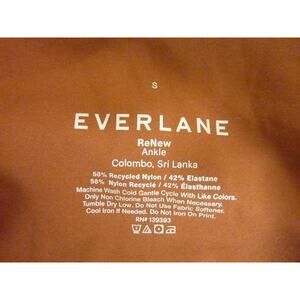 S
EVERLANE
ReNew
Ankle
Colombo, Sri Lanka
58% Recycled Nylon / 42% Elastane
58% Nylon Recycle / 42% Élasthanne
Machine Wash Cold Gentle Cycle With Like Colors.
Only Non Chlorine Bleach When Necessary.
Tumble Dry Low. Do Not Use Fabric Softener.
Cool Iron If Needed. Do Not Iron On Print.
RN# 139393